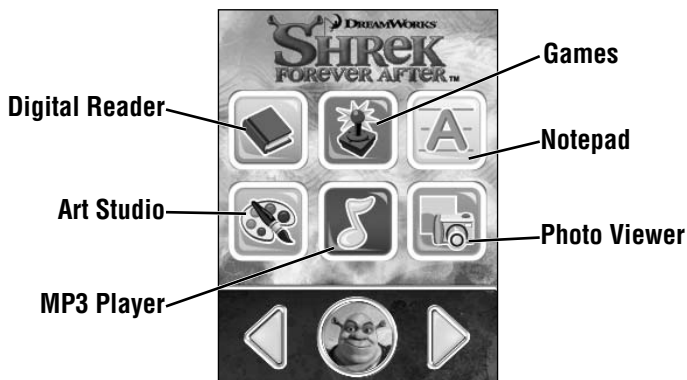 DREAMWORKS
SHREK
FOREVER AFTER™
Games
Digital Reader
A
Notepad
Art Studio
Photo Viewer
MP3 Player